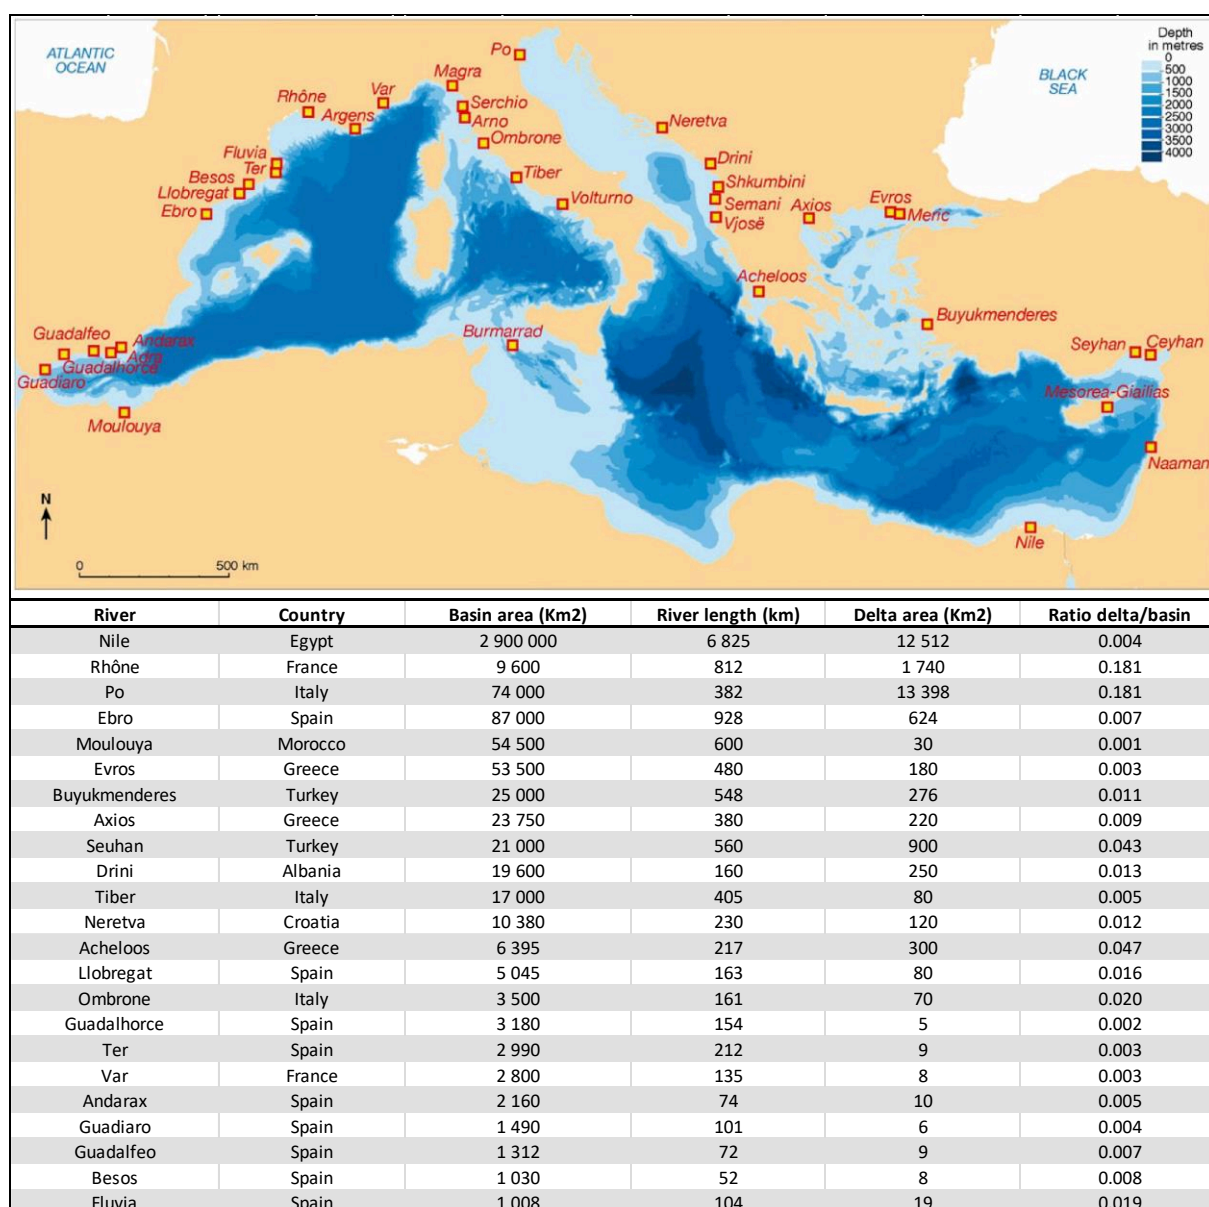 ATLANTIC
OCEAN
BLACK
SEA
Depth
in metres
0
500
1000
1500
2000
2500
3000
3500
4000
Po
Magra
Var
Serchio
Rhône
Argens
Arno
Ombrone
Neretva
Fluvia
Ter
Besos
Llobregat
Ebro
Tiber
Volturno
Drini
Shkumbini
Semani
Vjosë
Axios
Evros
Meric
Acheloos
Buyukmenderes
Burmarrad
Guadalfeo
Andarax
Adra
Guadalhorce
Guadiaro
Moulouya
Seyhan
Ceyhan
Mesorea-Giailias
Naaman
Nile
N
0 500 km
River Country Basin area (Km2) River length (km) Delta area (Km2) Ratio delta/basin
Nile Egypt 2 900 000 6 825 12 512 0.004
Rhône France 9 600 812 1 740 0.181
Po Italy 74 000 382 13 398 0.181
Ebro Spain 87 000 928 624 0.007
Moulouya Morocco 54 500 600 30 0.001
Evros Greece 53 500 480 180 0.003
Buyukmenderes Turkey 25 000 548 276 0.011
Axios Greece 23 750 380 220 0.009
Seuhan Turkey 21 000 560 900 0.043
Drini Albania 19 600 160 250 0.013
Tiber Italy 17 000 405 80 0.005
Neretva Croatia 10 380 230 120 0.012
Acheloos Greece 6 395 217 300 0.047
Llobregat Spain 5 045 163 80 0.016
Ombrone Italy 3 500 161 70 0.020
Guadalhorce Spain 3 180 154 5 0.002
Ter Spain 2 990 212 9 0.003
Var France 2 800 135 8 0.003
Andarax Spain 2 160 74 10 0.005
Guadiaro Spain 1 490 101 6 0.004
Guadalfeo Spain 1 312 72 9 0.007
Besos Spain 1 030 52 8 0.008
Fluvia Spain 1 008 104 19 0.019